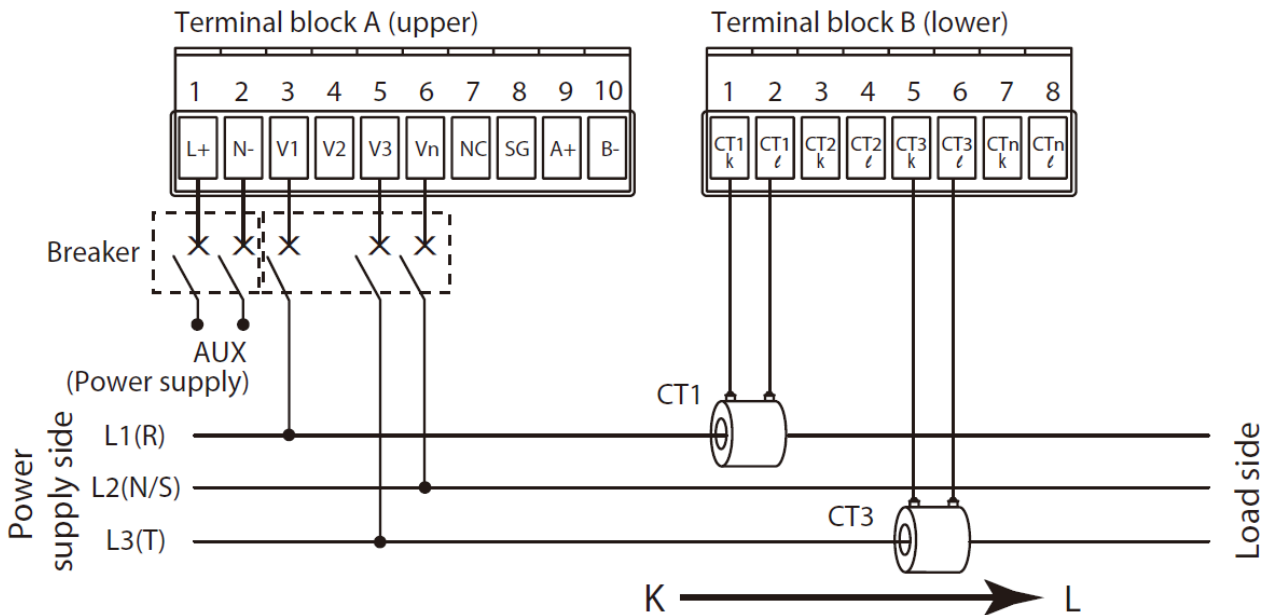 Terminal block A (upper)
Terminal block B (lower)
1 2 3 4 5 6 7 8 9 10
L+ N- V1 V2 V3 Vn NC SG A+ B-
1 2 3 4 5 6 7 8
CT1 k CT1 ℓ CT2 k CT2 ℓ CT3 k CT3 ℓ CTn k CTn ℓ
Breaker
AUX
(Power supply)
CT1
Power
supply side
L1(R)
L2(N/S)
L3(T)
CT3
Load side
K L